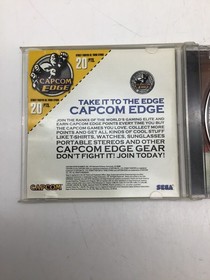 20 PTS.
CAPCOM
EDGE
20 PTS.
TAKE IT TO THE EDGE
CAPCOM EDGE
JOIN THE RANKS OF THE WORLD'S GAMING ELITE AND
EARN CAPCOM EDGE POINTS EVERY TIME YOU BUY
THE CAPCOM GAMES YOU LOVE. COLLECT MORE
POINTS AND GET ALL KINDS OF COOL STUFF
LIKE T-SHIRTS, WATCHES, SUNGLASSES
PORTABLE STEREOS AND OTHER
CAPCOM EDGE GEAR
DON'T FIGHT IT! JOIN TODAY!
CAPCOM
SEGA